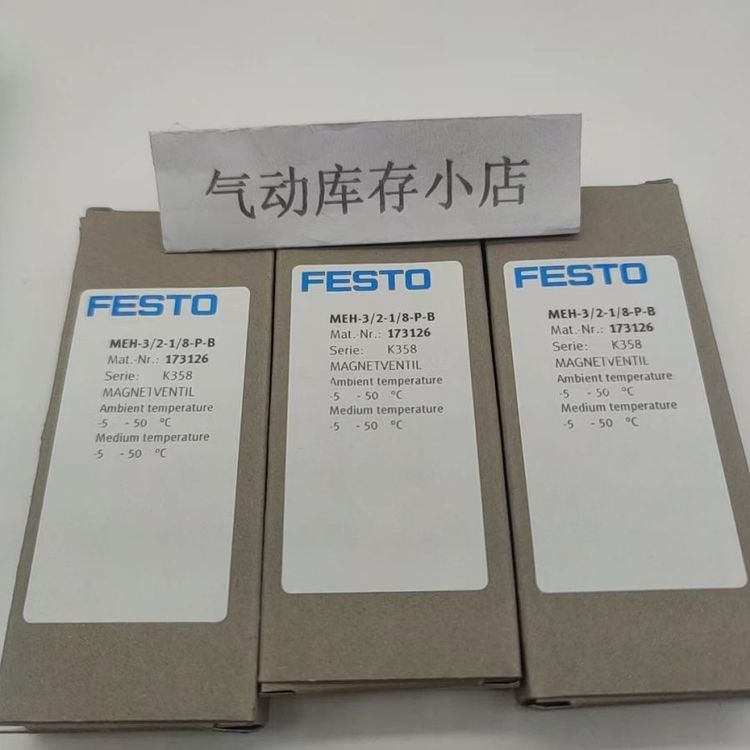 气动库存小店
FESTO
MEH-3/2-1/8-P-B
Mat.-Nr.: 173126
Serie: K358
MAGNETVENTIL
Ambient temperature
-5 - 50 °C
Medium temperature
-5 - 50 °C
FESTO
MEH-3/2-1/8-P-B
Mat.-Nr.: 173126
Serie: K358
MAGNETVENTIL
Ambient temperature
-5 - 50 °C
Medium temperature
-5 - 50 °C
FESTO
MEH-3/2-1/8-P-B
Mat.-Nr.: 173126
Serie: K358
MAGNETVENTIL
Ambient temperature
-5 - 50 °C
Medium temperature
-5 - 50 °C